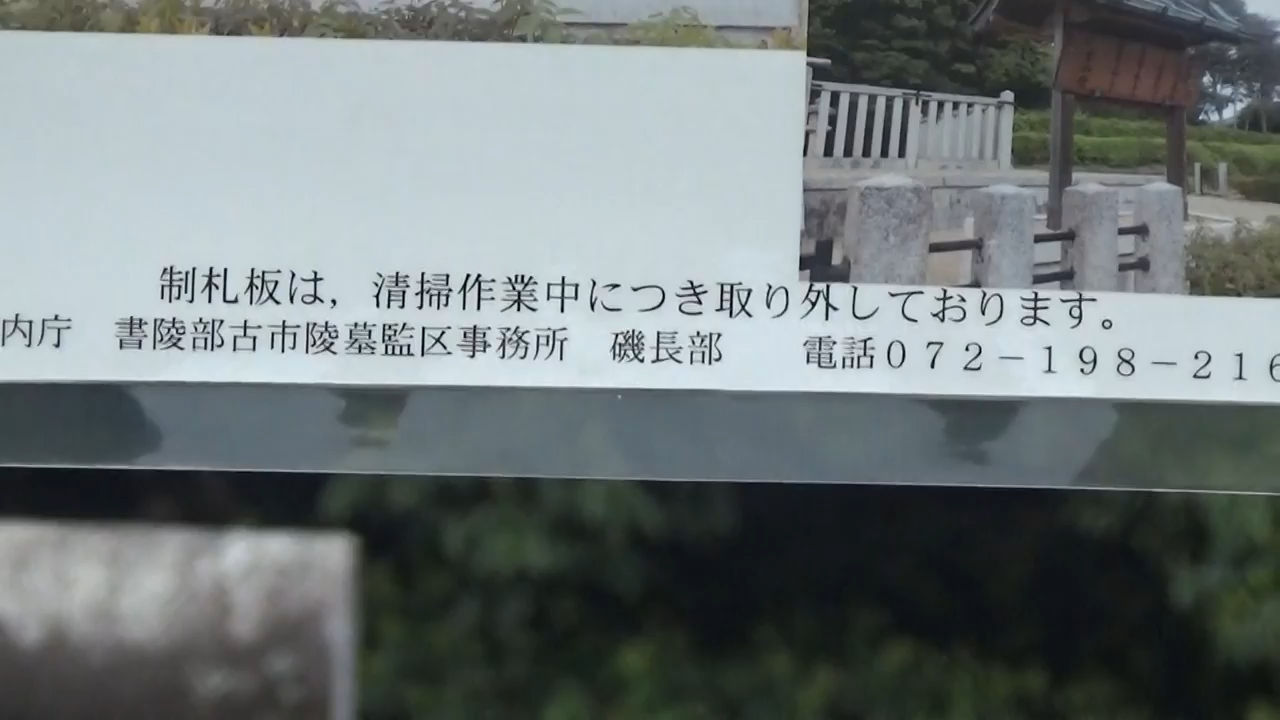 制札板は，清掃作業中につき取り外しております。
内庁　書陵部古市陵墓監区事務所　磯長部　　電話０７２－１９８－２１６